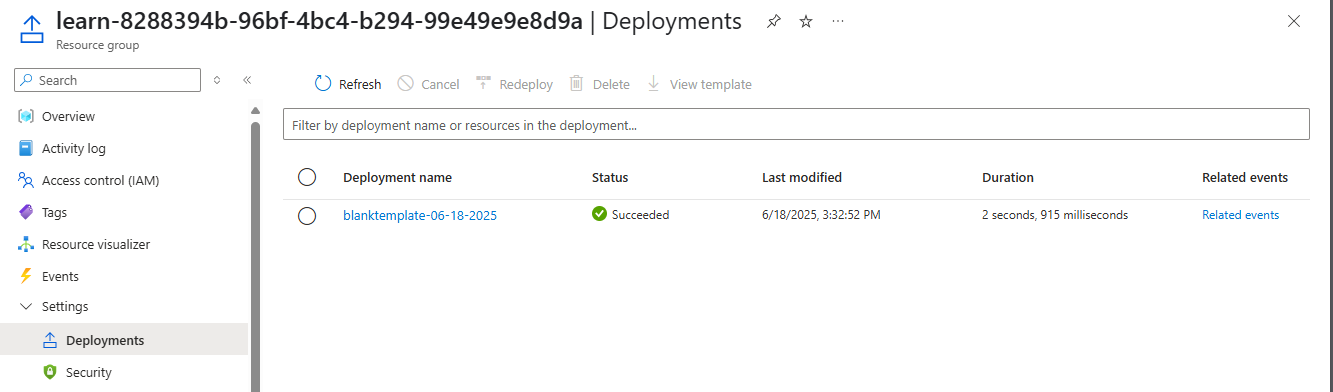 learn-8288394b-96bf-4bc4-b294-99e49e9e8d9a | Deployments
Resource group
Search
Overview
Activity log
Access control (IAM)
Tags
Resource visualizer
Events
Settings
Deployments
Security
Refresh Cancel Redeploy Delete View template
Filter by deployment name or resources in the deployment...
Deployment name Status Last modified Duration Related events
blanktemplate-06-18-2025 Succeeded 6/18/2025, 3:32:52 PM 2 seconds, 915 milliseconds Related events